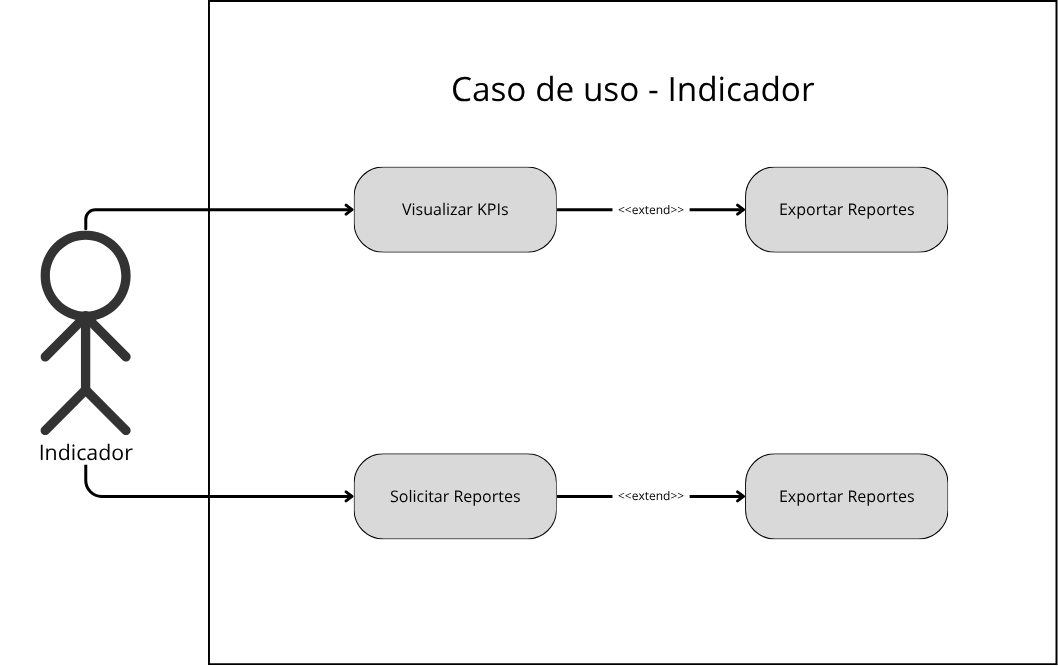 Caso de uso - Indicador
Visualizar KPIs
<<extend>>
Exportar Reportes
Indicador
Solicitar Reportes
<<extend>>
Exportar Reportes